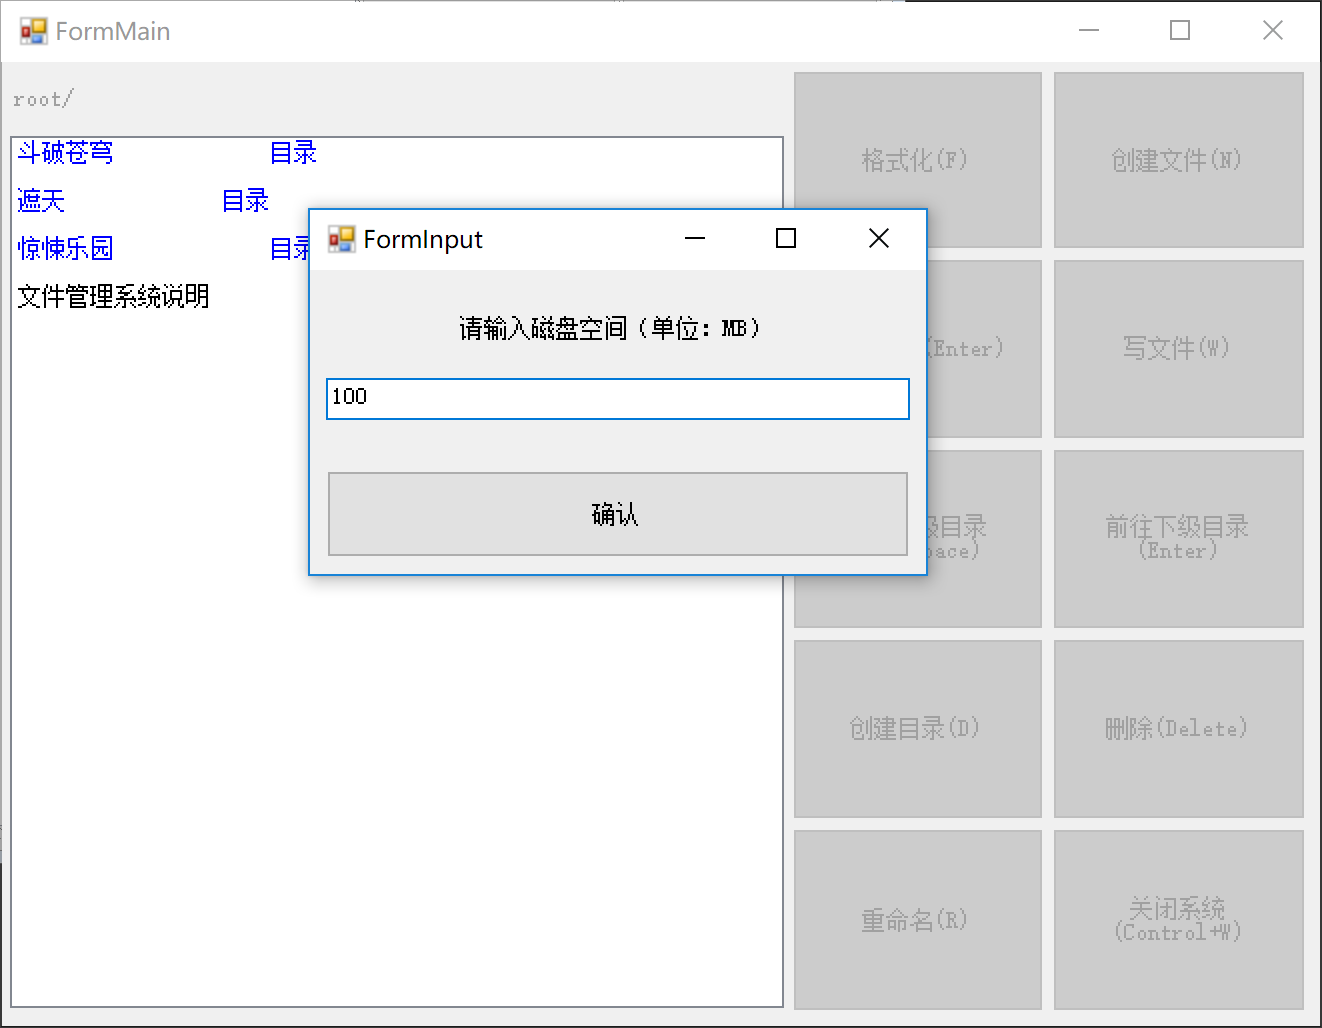 FormMain
root/
斗破苍穹 目录
遮天 目录
惊悚乐园 目录
文件管理系统说明
FormInput
请输入磁盘空间（单位：MB）
100
确认
格式化(F)
创建文件(N)
(Enter)
写文件(W)
级目录
ace)
前往下级目录
(Enter)
创建目录(D)
删除(Delete)
重命名(R)
关闭系统
(Control+W)